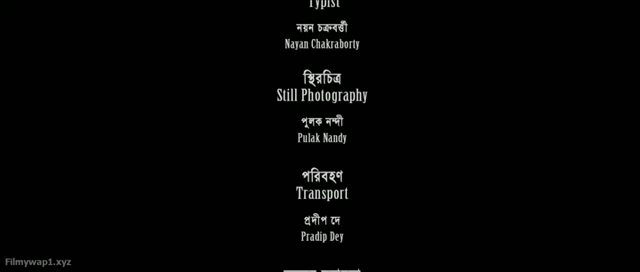 Typist
নয়ন চক্রবর্ত্তী
Nayan Chakraborty
স্থিরচিত্র
Still Photography
পুলক নন্দী
Pulak Nandy
পরিবহণ
Transport
প্রদীপ দে
Pradip Dey
Filmywap1.xyz